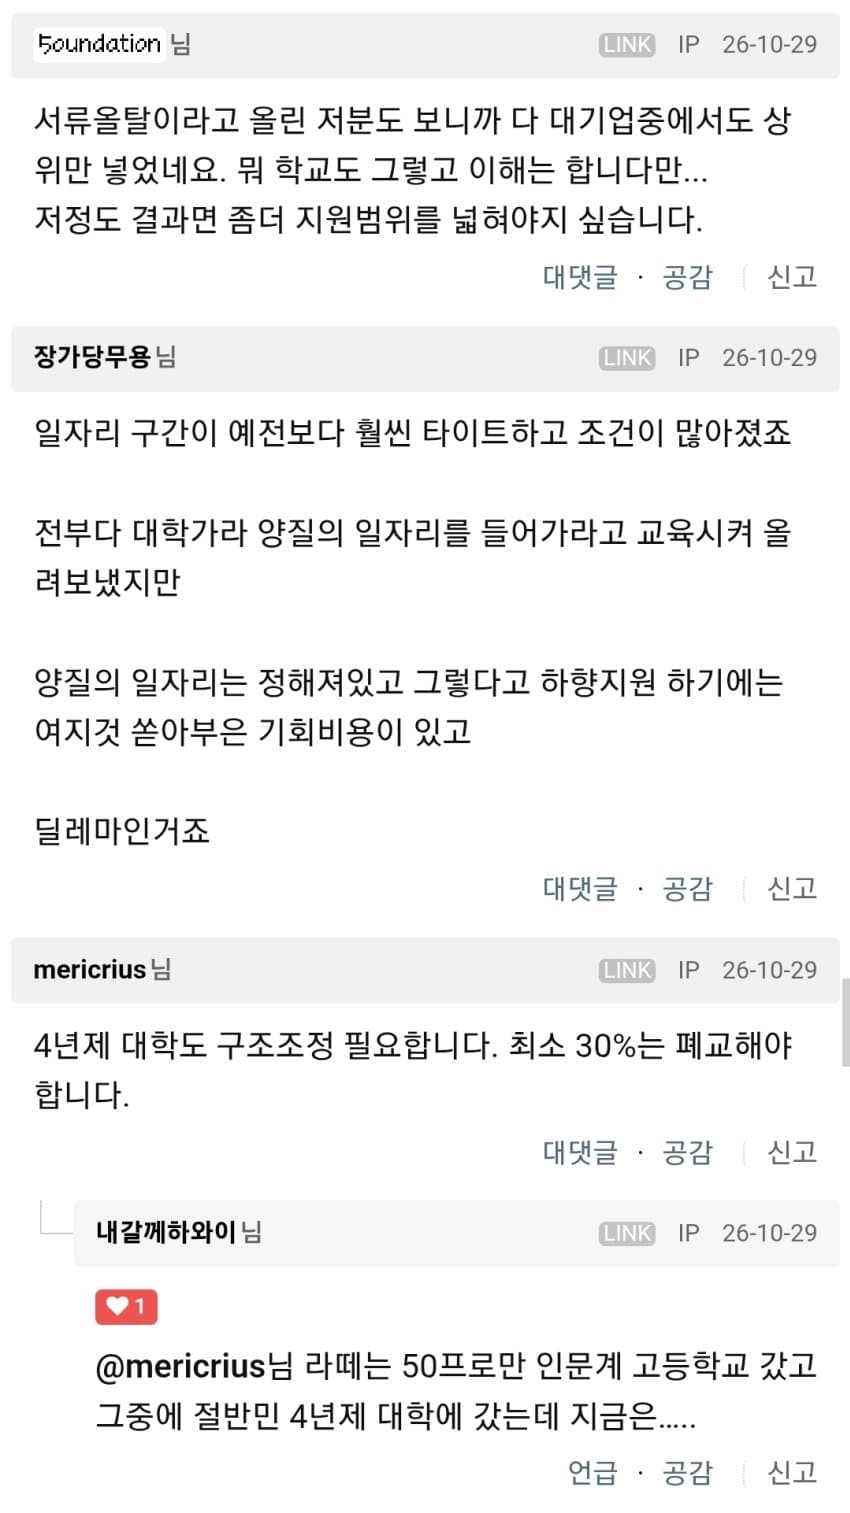 5oundation님 LINK IP 26-10-29
서류올탈이라고 올린 저분도 보니까 다 대기업중에서도 상
위만 넣었네요. 뭐 학교도 그렇고 이해는 합니다만...
저정도 결과면 좀더 지원범위를 넓혀야지 싶습니다.
대댓글 · 공감 신고
장가당무용님 LINK IP 26-10-29
일자리 구간이 예전보다 훨씬 타이트하고 조건이 많아졌죠
전부다 대학가라 양질의 일자리를 들어가라고 교육시켜 올
려보냈지만
양질의 일자리는 정해져있고 그렇다고 하향지원 하기에는
여지것 쏟아부은 기회비용이 있고
딜레마인거죠
대댓글 · 공감 신고
mericrius님 LINK IP 26-10-29
4년제 대학도 구조조정 필요합니다. 최소 30%는 폐교해야
합니다.
대댓글 · 공감 신고
내갈께하와이님 LINK IP 26-10-29
♥ 1
@mericrius님 라떼는 50프로만 인문계 고등학교 갔고
그중에 절반민 4년제 대학에 갔는데 지금은.....
언급 · 공감 신고